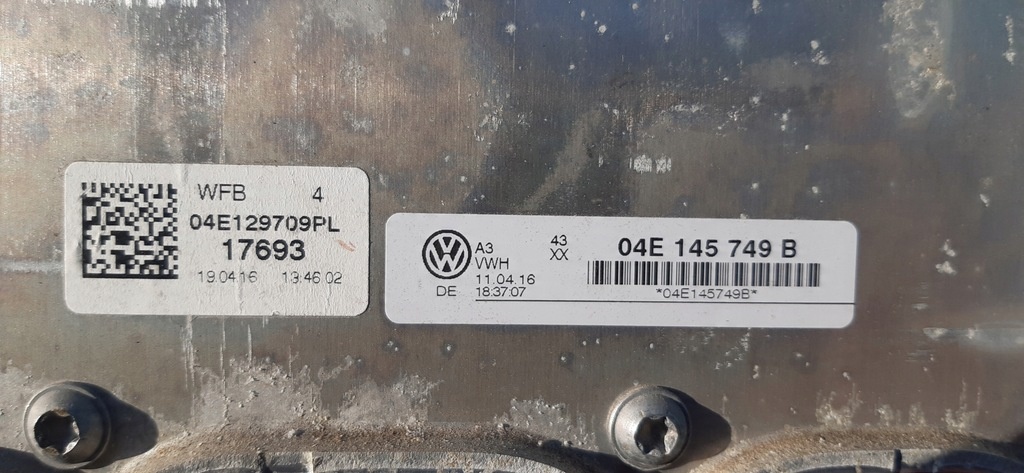 WFB 4
04E129709PL
17693
19.04.16 13:46:02
A3
VWH
11.04.16
DE 18:37:07
43
XX
04E 145 749 B
*04E145749B*